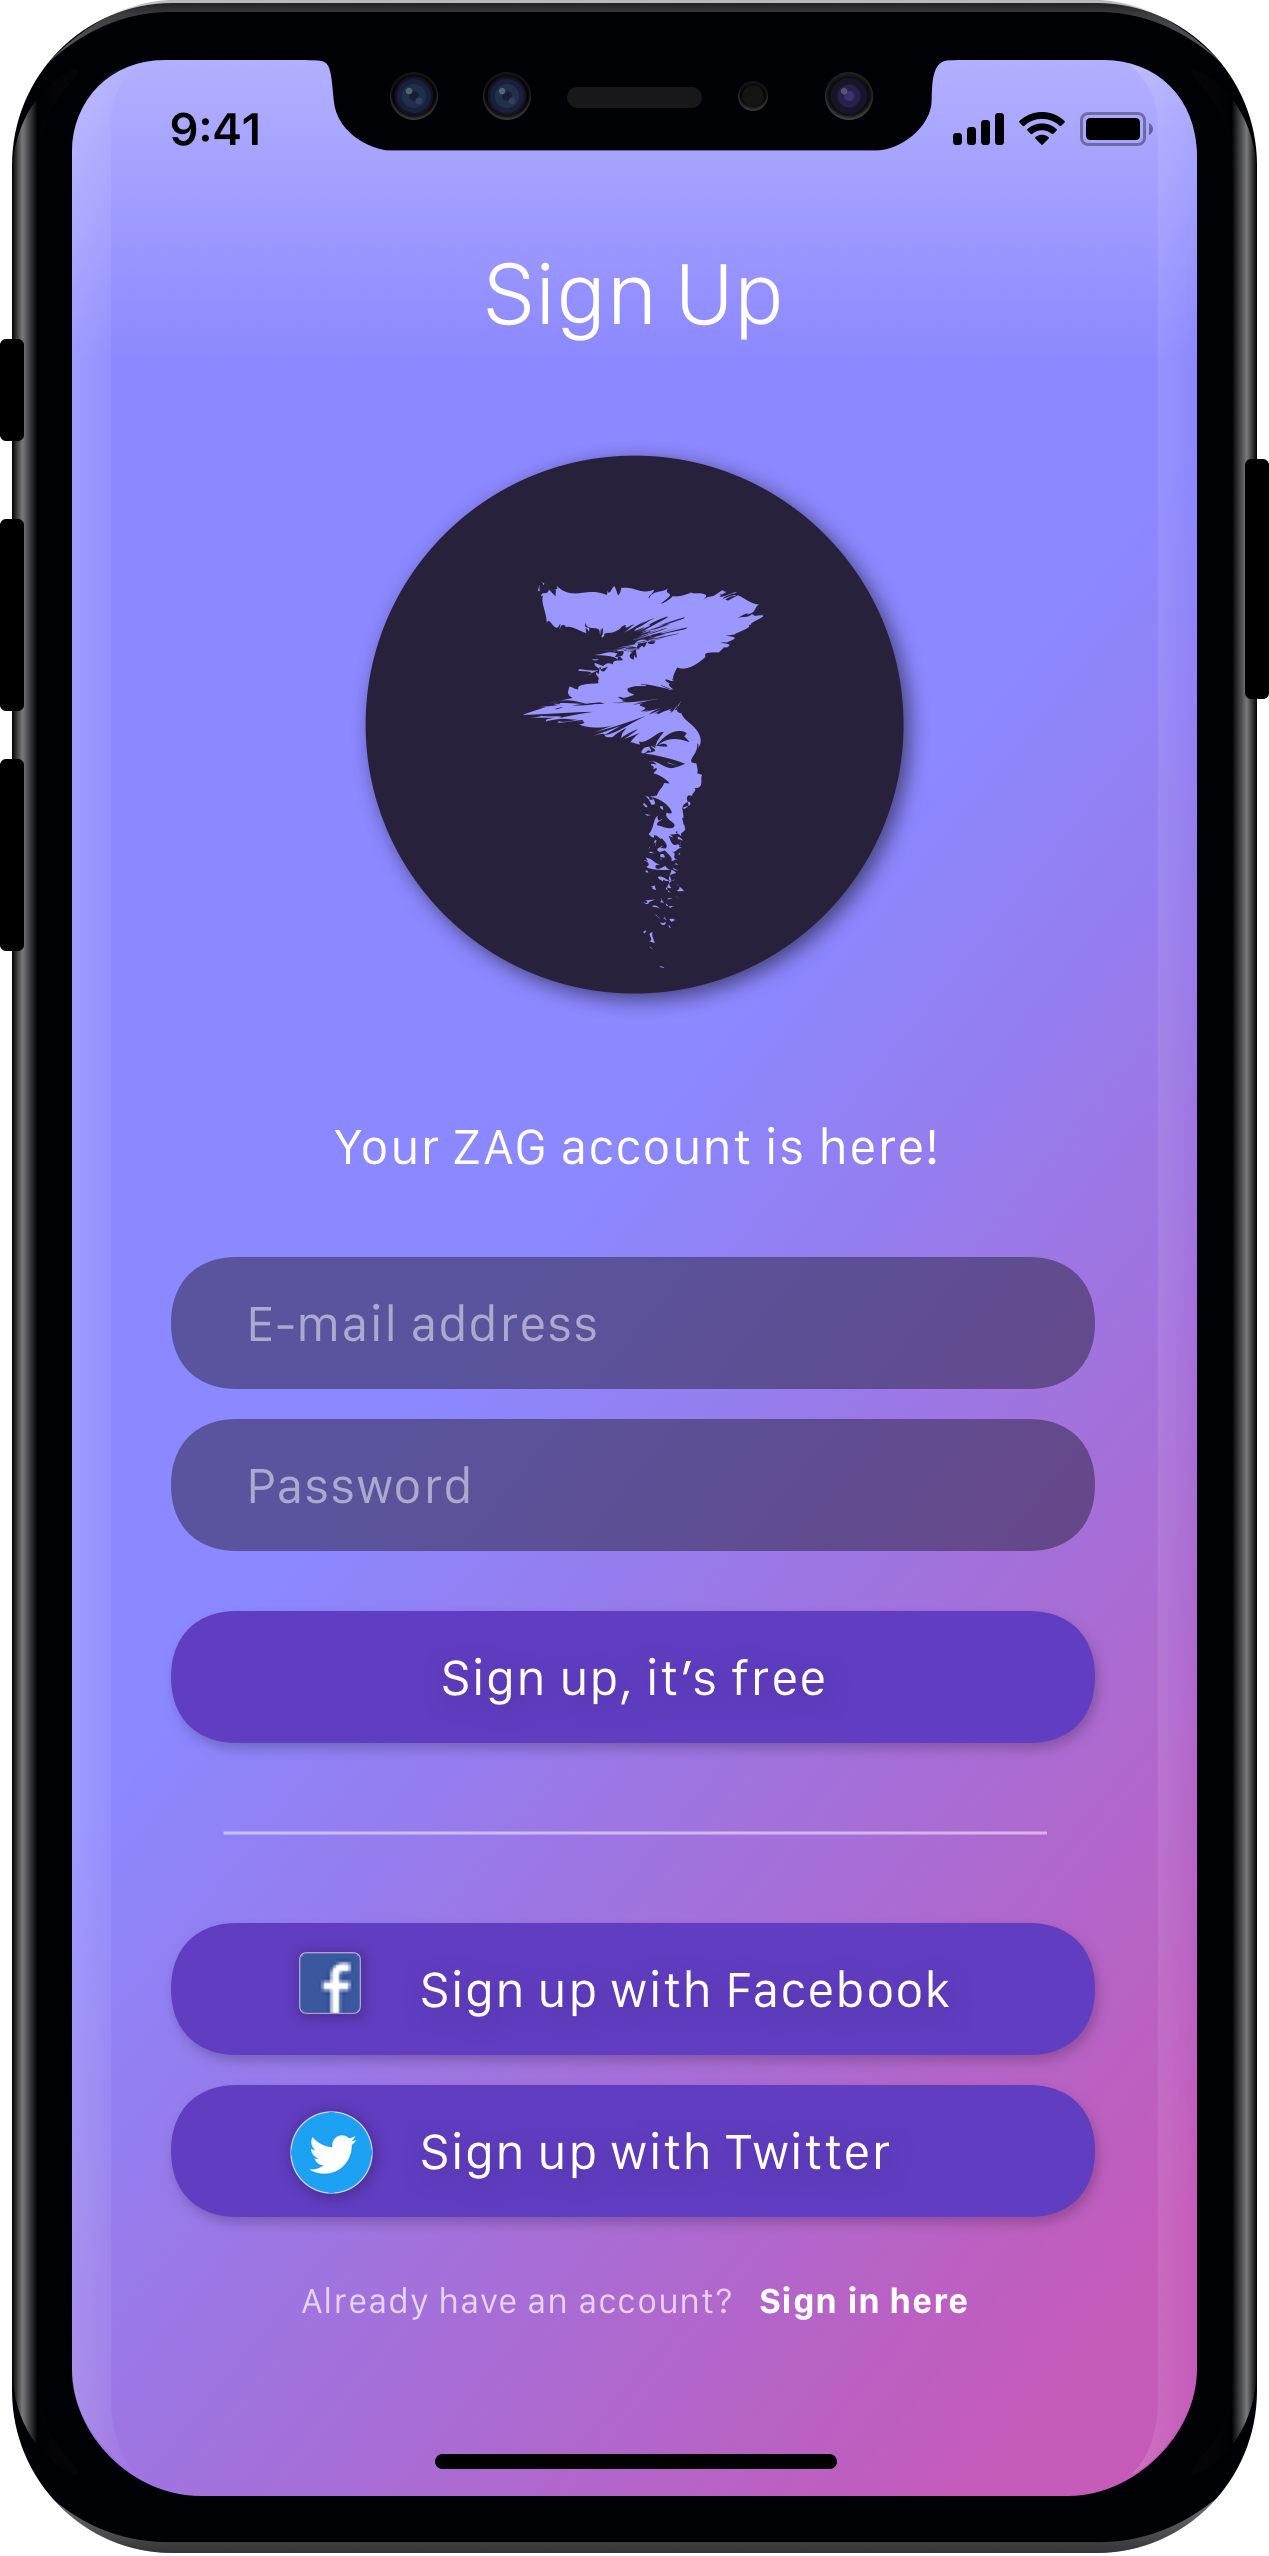 9:41
Sign Up
Your ZAG account is here!
E-mail address
Password
Sign up, it’s free
Sign up with Facebook
Sign up with Twitter
Already have an account? Sign in here